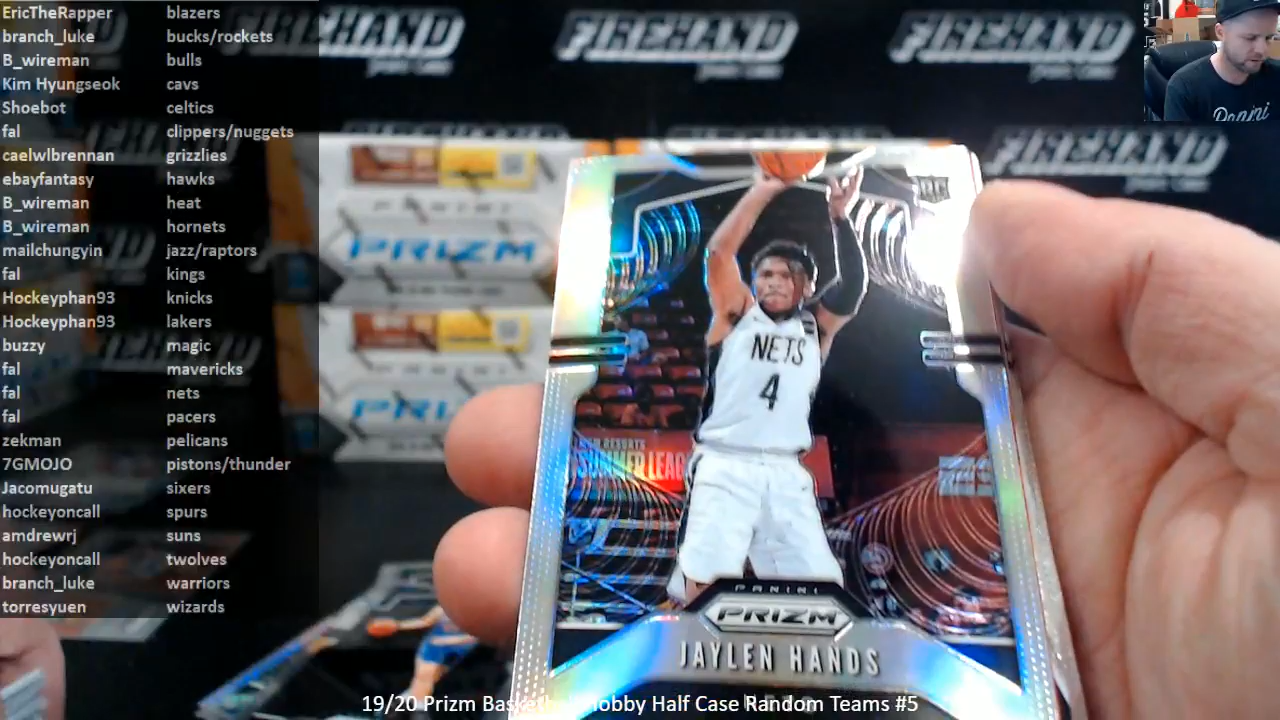 EricTheRapper blazers
branch_luke bucks/rockets
B_wireman bulls
Kim Hyungseok cavs
Shoebot celtics
fal clippers/nuggets
caelwlbrennan grizzlies
ebayfantasy hawks
B_wireman heat
B_wireman hornets
mailchungyin jazz/raptors
fal kings
Hockeyphan93 knicks
Hockeyphan93 lakers
buzzy magic
fal mavericks
fal nets
fal pacers
zekman pelicans
7GMOJO pistons/thunder
Jacomugatu sixers
hockeyoncall spurs
amdrewrj suns
hockeyoncall twolves
branch_luke warriors
torresyuen wizards
FIREHAND
FIREHAND
FIREHAND
FIREHAND
Panini
PANINI
PRIZM
RC
NETS
4
SUMMER LEAG
PANINI
PRIZM
JAYLEN HANDS
NETS
19/20 Prizm Hobby Half Case Random Teams #5